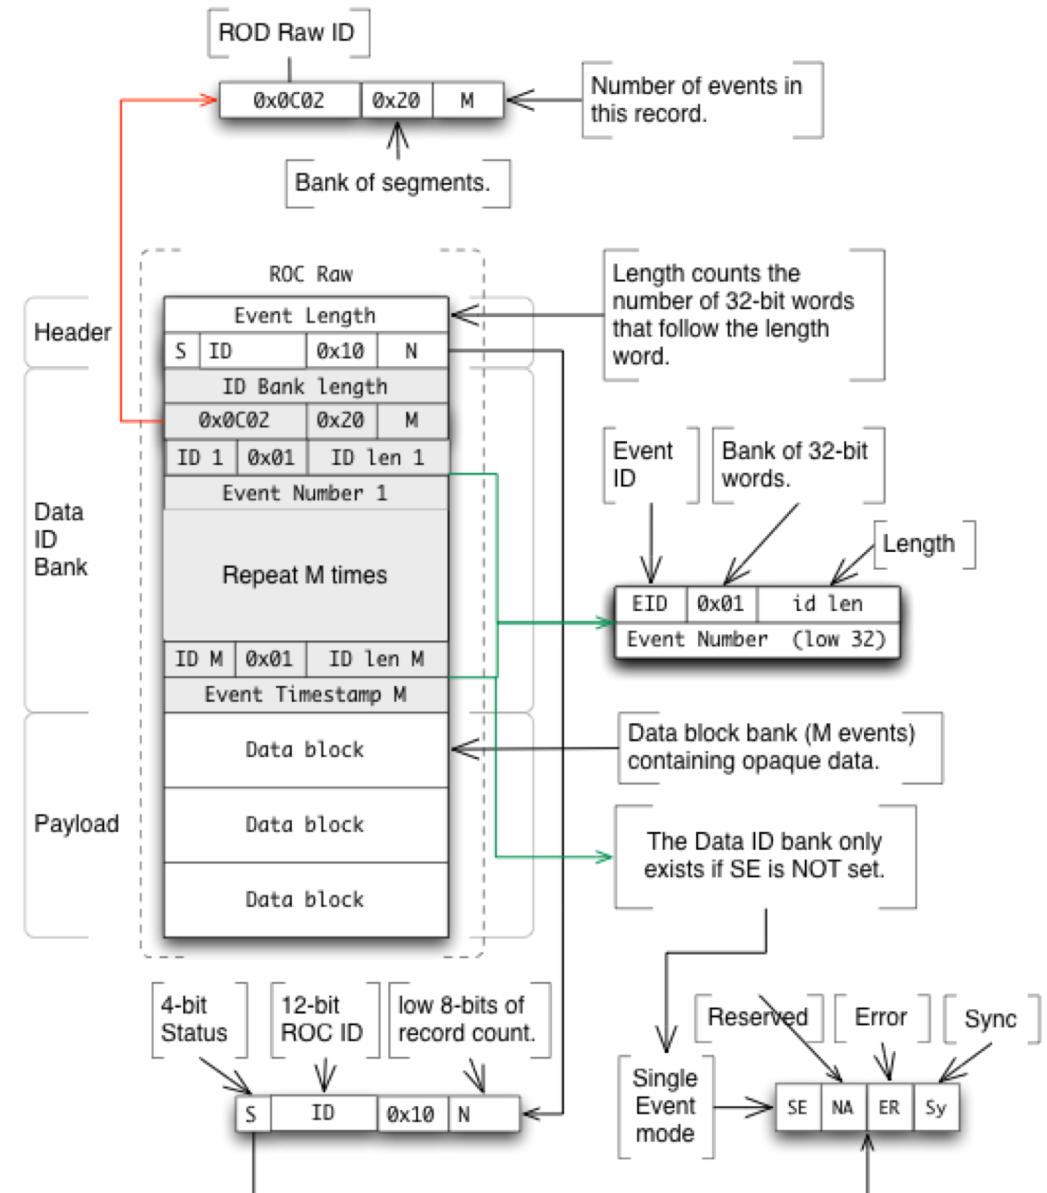 ROD Raw ID
0x0C02 0x20 M
Number of events in
this record.
Bank of segments.
ROC Raw
Length counts the
number of 32-bit words
that follow the length
word.
Header
Event Length
S ID 0x10 N
ID Bank length
0x0C02 0x20 M
ID 1 0x01 ID len 1
Event Number 1
Data
ID
Bank
Repeat M times
ID M 0x01 ID len M
Event Timestamp M
Event
ID
Bank of 32-bit
words.
Length
EID 0x01 id len
Event Number (low 32)
Payload
Data block
Data block
Data block
Data block bank (M events)
containing opaque data.
The Data ID bank only
exists if SE is NOT set.
4-bit
Status
12-bit
ROC ID
low 8-bits of
record count.
S ID 0x10 N
Single
Event
mode
Reserved
Error
Sync
SE NA ER Sy